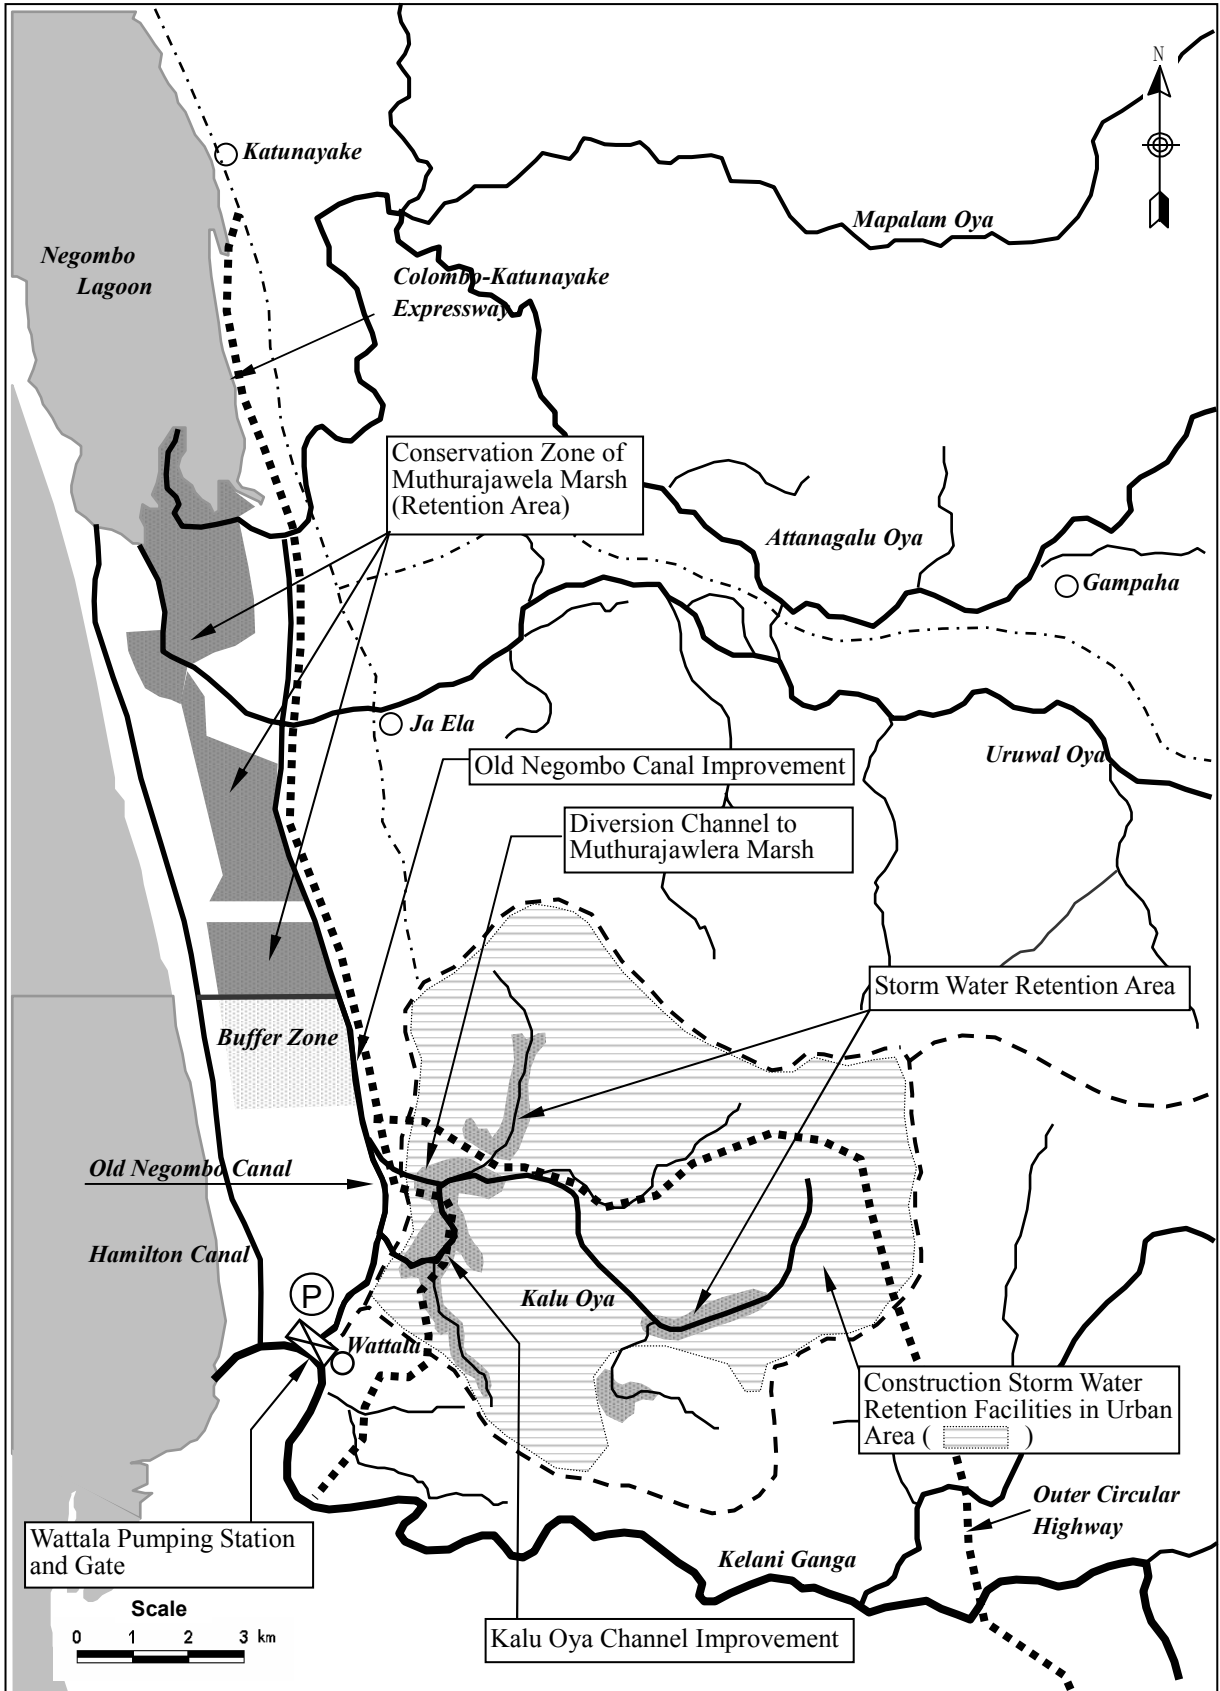 N
Katunayake
Mapalam Oya
Negombo
Lagoon
Colombo-Katunayake
Expressway
Conservation Zone of
Muthurajawela Marsh
(Retention Area)
Attanagalu Oya
Gampaha
Ja Ela
Uruwal Oya
Old Negombo Canal Improvement
Diversion Channel to
Muthurajawlera Marsh
Storm Water Retention Area
Buffer Zone
Old Negombo Canal
Hamilton Canal
P
Kalu Oya
Wattala
Construction Storm Water
Retention Facilities in Urban
Area ( )
Outer Circular
Highway
Wattala Pumping Station
and Gate
Kelani Ganga
Scale
0 1 2 3 km
Kalu Oya Channel Improvement